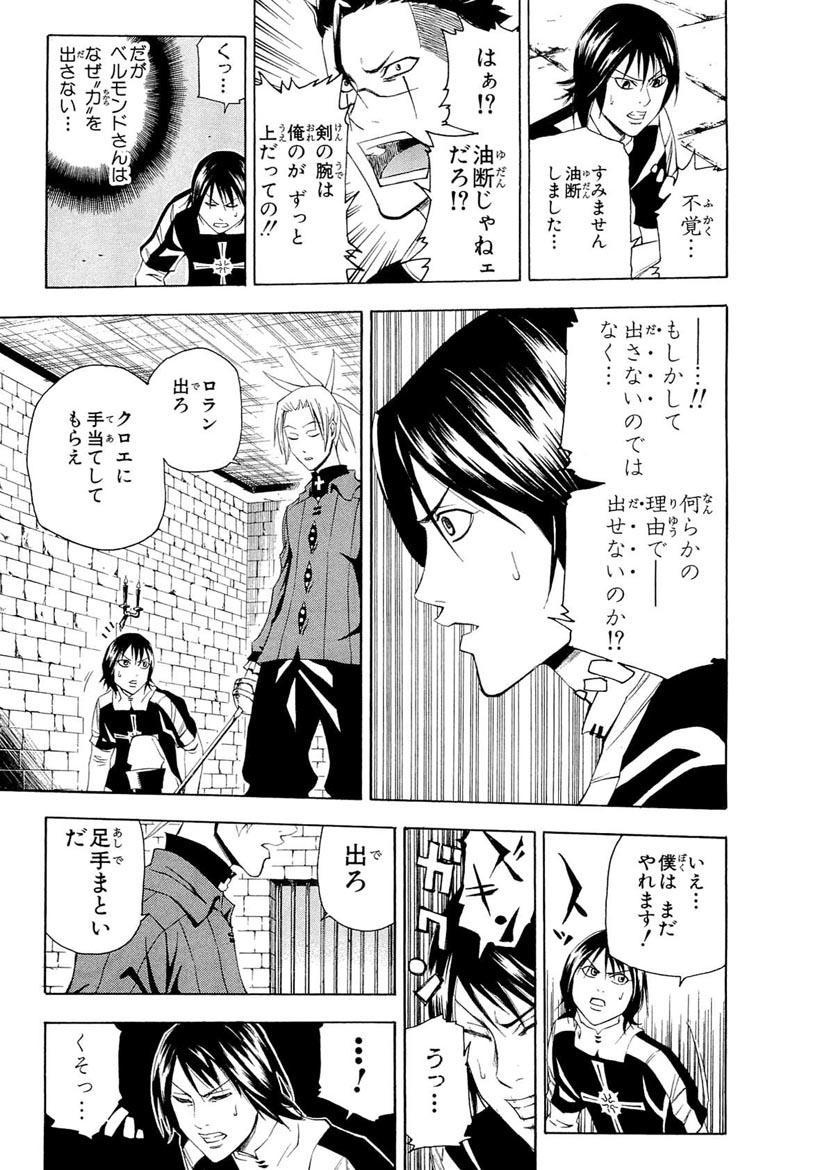 不覚…
すみません
油断
しました…
はぁ!?
油断じゃねェ
だろ!?
剣の腕は
俺のが ずっと
上だっての!!
くっ…
だが
ベルモンドさんは
なぜ“力”を
出さない…
――…!!
もしかして
出さないのでは
なく…
何らかの
理由で――
出せないのか!?
ロラン
出ろ
クロエに
手当てして
もらえ
いえ…
僕は まだ
やれます!
スッ
ズキン
うっ…
出ろ
足手まとい
だ
…!
くそっ…